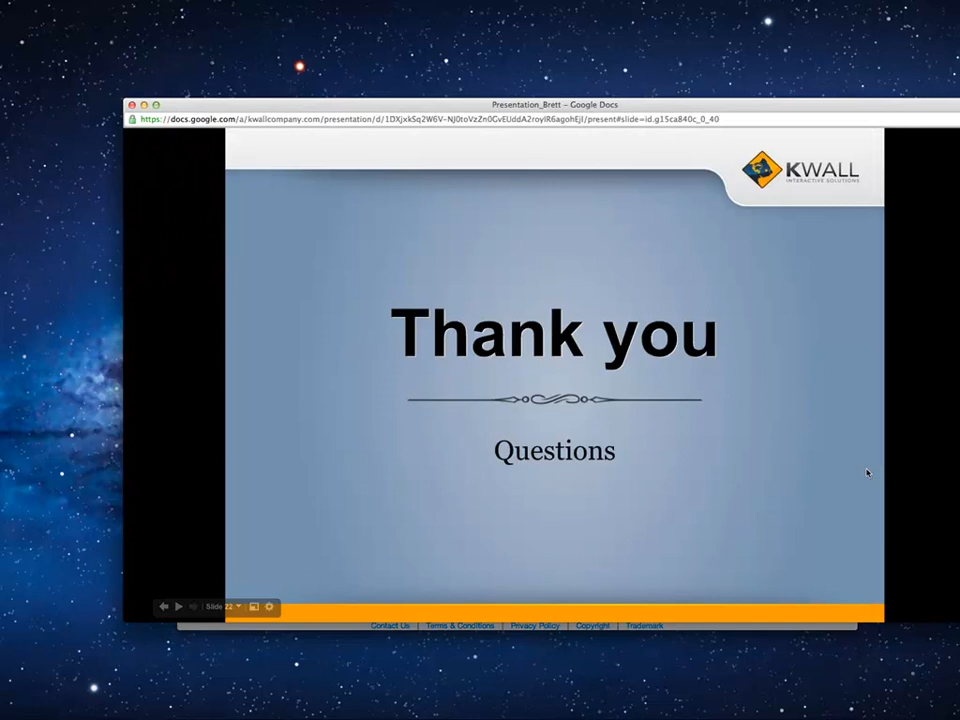 Presentation_Brett – Google Docs
https://docs.google.com/a/kwallcompany.com/presentation/d/1DXjxkSq2W6V-NJ0toVzZn0GvEUddA2roylR6agohEjI/present#slide=id.g15ca840c_0_40
KWALL
INTERACTIVE SOLUTIONS
Thank you
Questions
Slide 22
Contact Us | Terms & Conditions | Privacy Policy | Copyright | Trademark